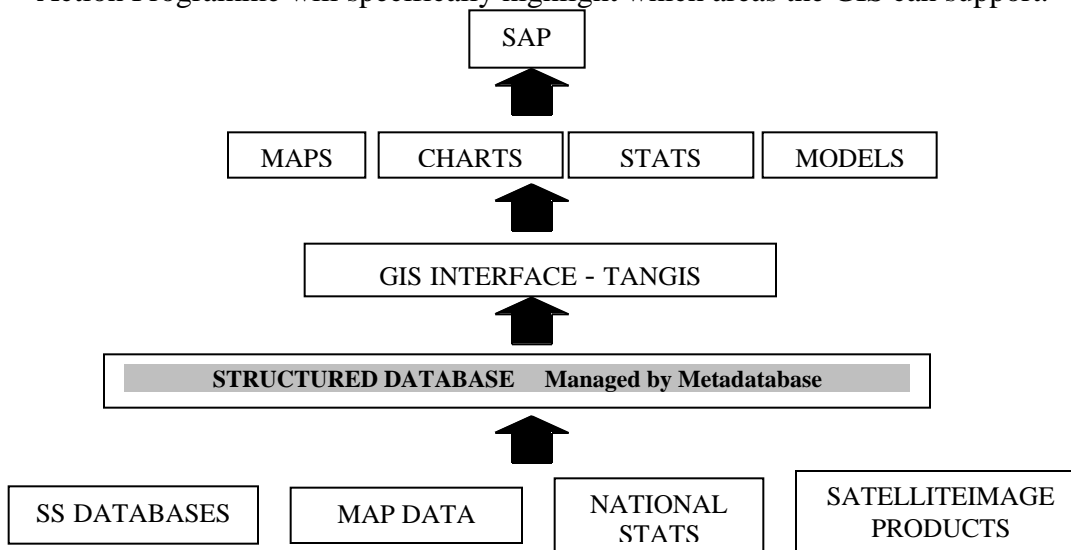 Action Programme will specifically highlight which areas the GIS can support.
SAP
MAPS CHARTS STATS MODELS
GIS INTERFACE - TANGIS
STRUCTURED DATABASE Managed by Metadatabase
SS DATABASES MAP DATA NATIONAL STATS SATELLITEIMAGE PRODUCTS